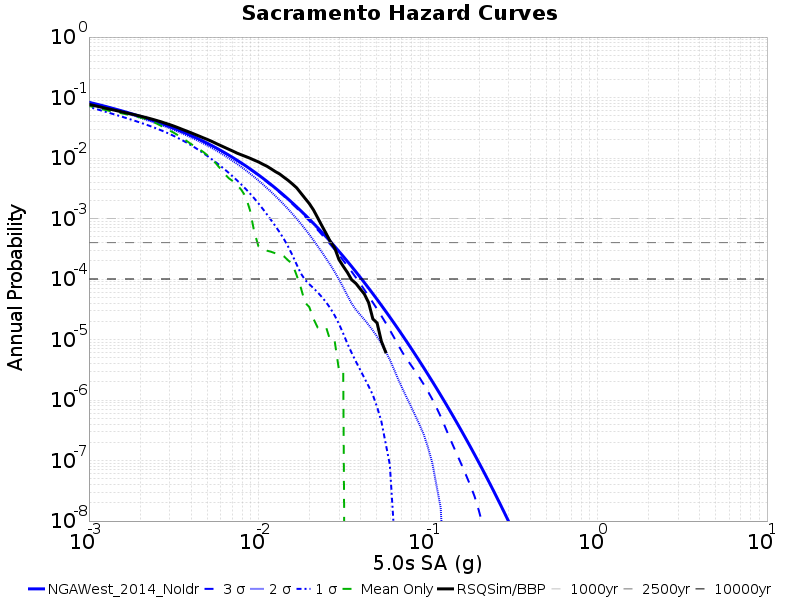 Sacramento Hazard Curves
Annual Probability
10^0
10^-1
10^-2
10^-3
10^-4
10^-5
10^-6
10^-7
10^-8
10^-3 10^-2 10^-1 10^0 10^1
5.0s SA (g)
NGAWest_2014_NoIdr 3 σ 2 σ 1 σ Mean Only RSQSim/BBP 1000yr 2500yr 10000yr